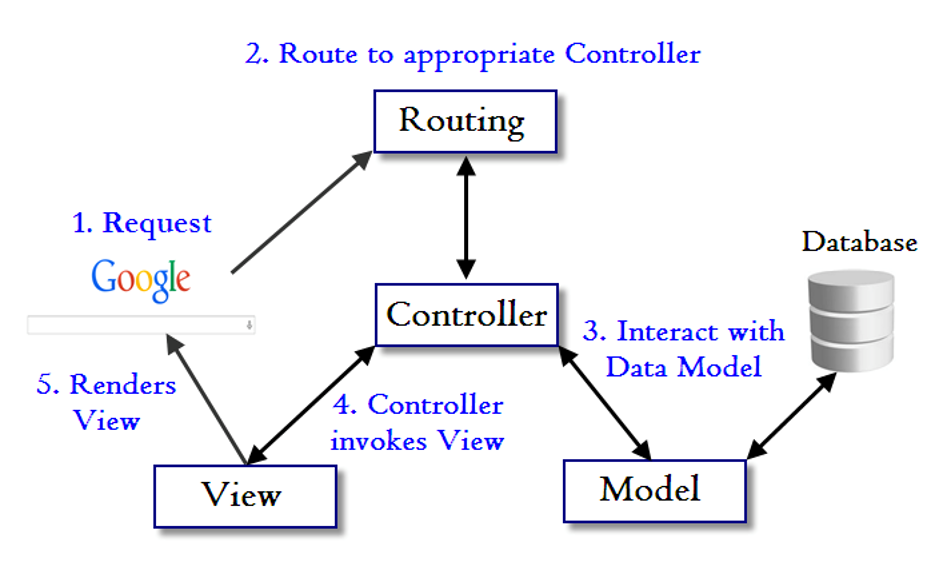 2. Route to appropriate Controller
Routing
1. Request
Google
Database
Controller
3. Interact with
Data Model
5. Renders
View
4. Controller
invokes View
View
Model